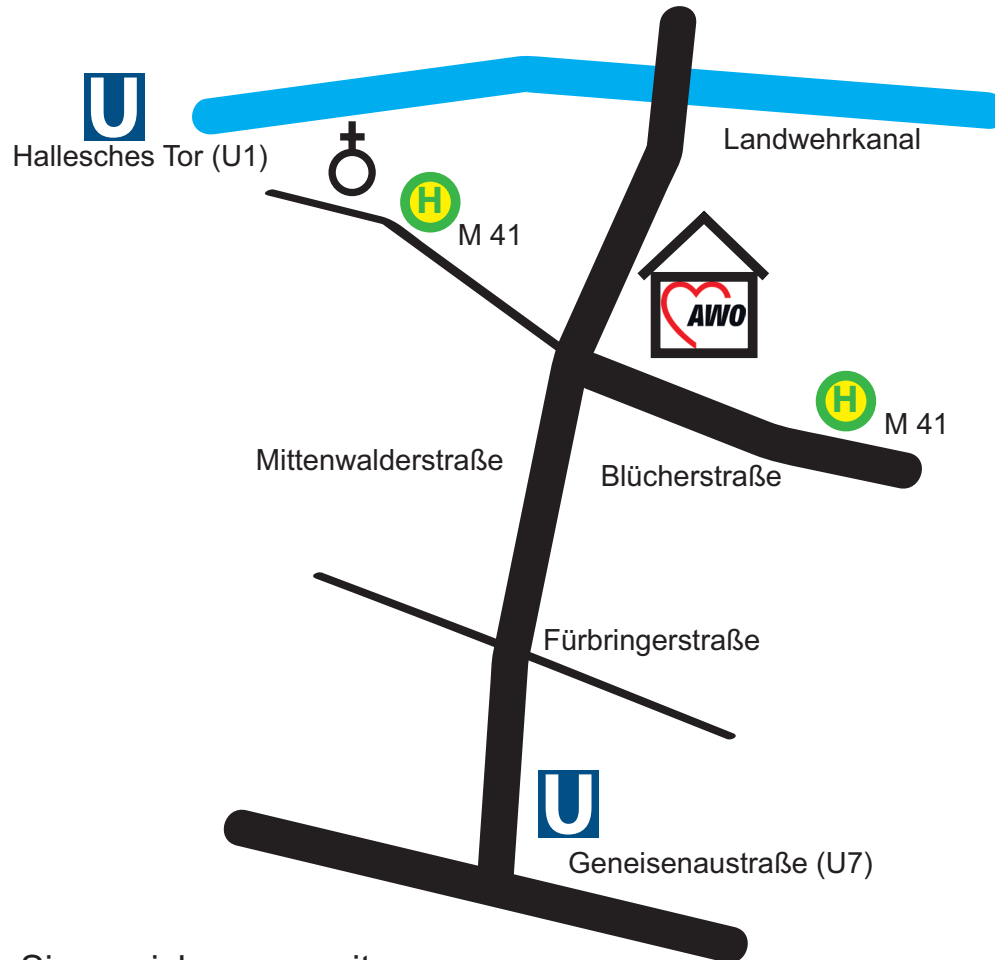 U
Hallesches Tor (U1)
Landwehrkanal
H
M 41
AWO
H
M 41
Mittenwalderstraße
Blücherstraße
Fürbringerstraße
U
Geneisenaustraße (U7)